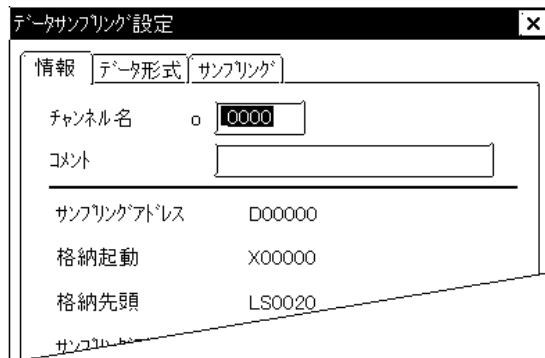 ﾃﾞｰﾀｻﾝﾌﾟﾘﾝｸﾞ設定 ×
情報 ﾃﾞｰﾀ形式 ｻﾝﾌﾟﾘﾝｸﾞ
ﾁｬﾝﾈﾙ名 o 0000
ｺﾒﾝﾄ
ｻﾝﾌﾟﾘﾝｸﾞｱﾄﾞﾚｽ D00000
格納起動 X00000
格納先頭 LS0020